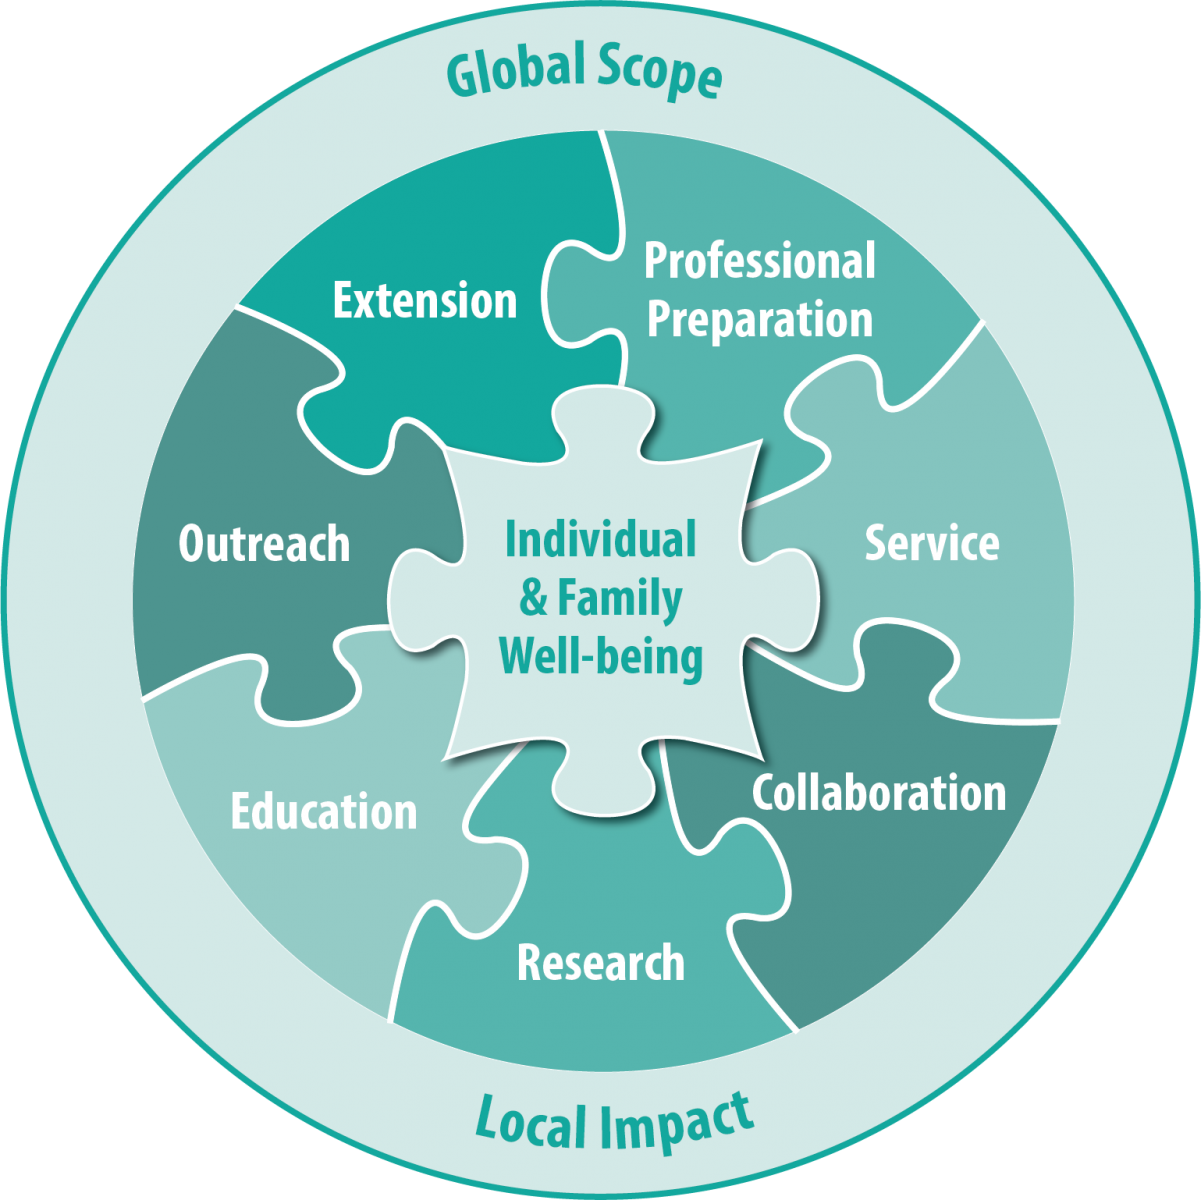 Global Scope
Extension
Professional
Preparation
Outreach
Individual
& Family
Well-being
Service
Education
Collaboration
Research
Local Impact